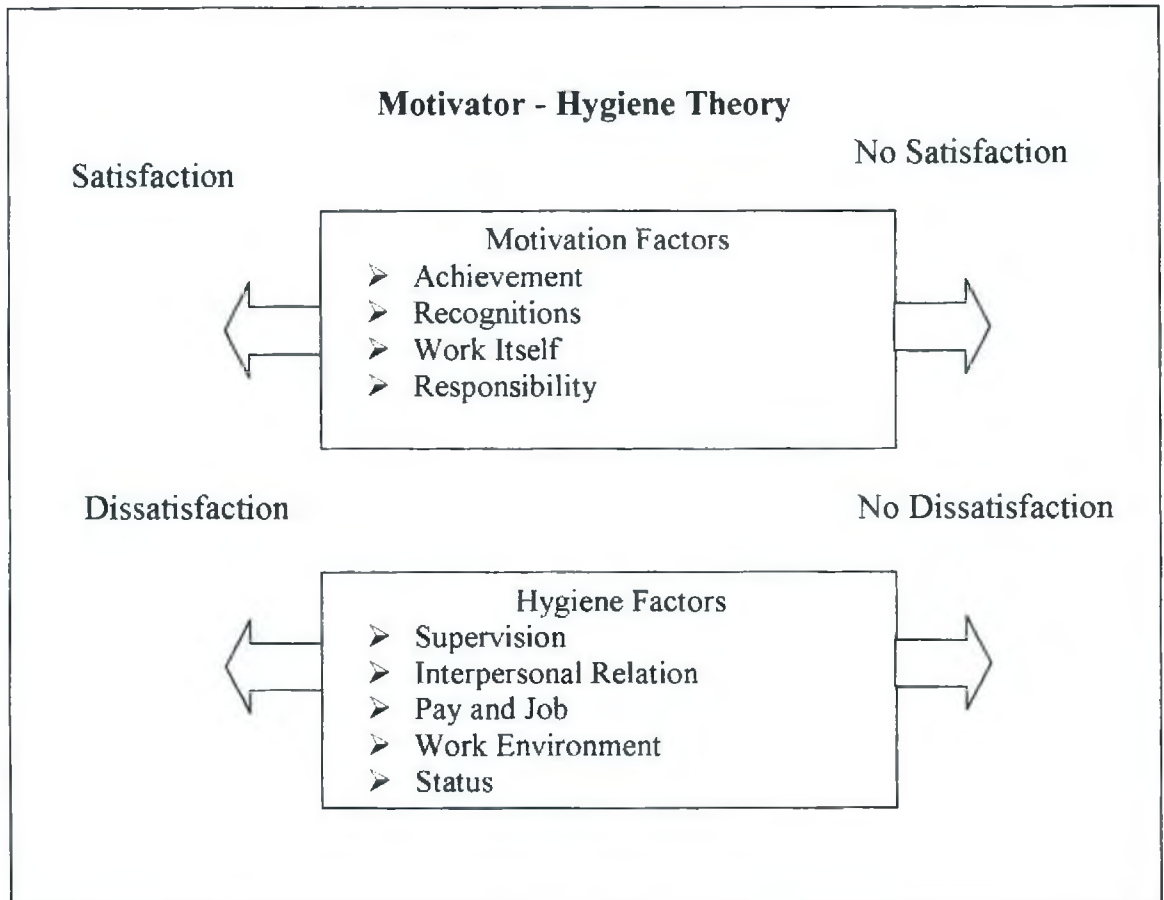 Motivator - Hygiene Theory
No Satisfaction
Satisfaction
Motivation Factors
➢ Achievement
➢ Recognitions
➢ Work Itself
➢ Responsibility
Dissatisfaction
No Dissatisfaction
Hygiene Factors
➢ Supervision
➢ Interpersonal Relation
➢ Pay and Job
➢ Work Environment
➢ Status